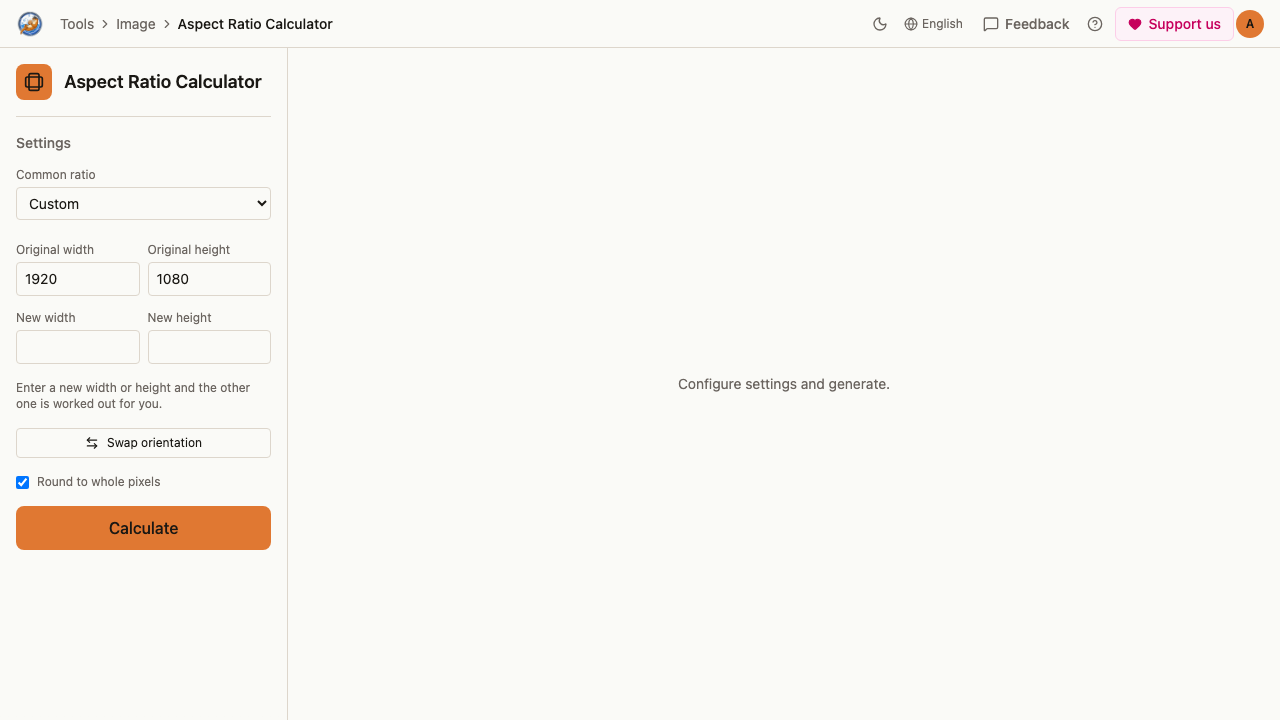 Tools > Image > Aspect Ratio Calculator
English
Feedback
Support us
A
Aspect Ratio Calculator
Settings
Common ratio
Custom
Original width
Original height
1920
1080
New width
New height
Enter a new width or height and the other
one is worked out for you.
Swap orientation
Round to whole pixels
Calculate
Configure settings and generate.